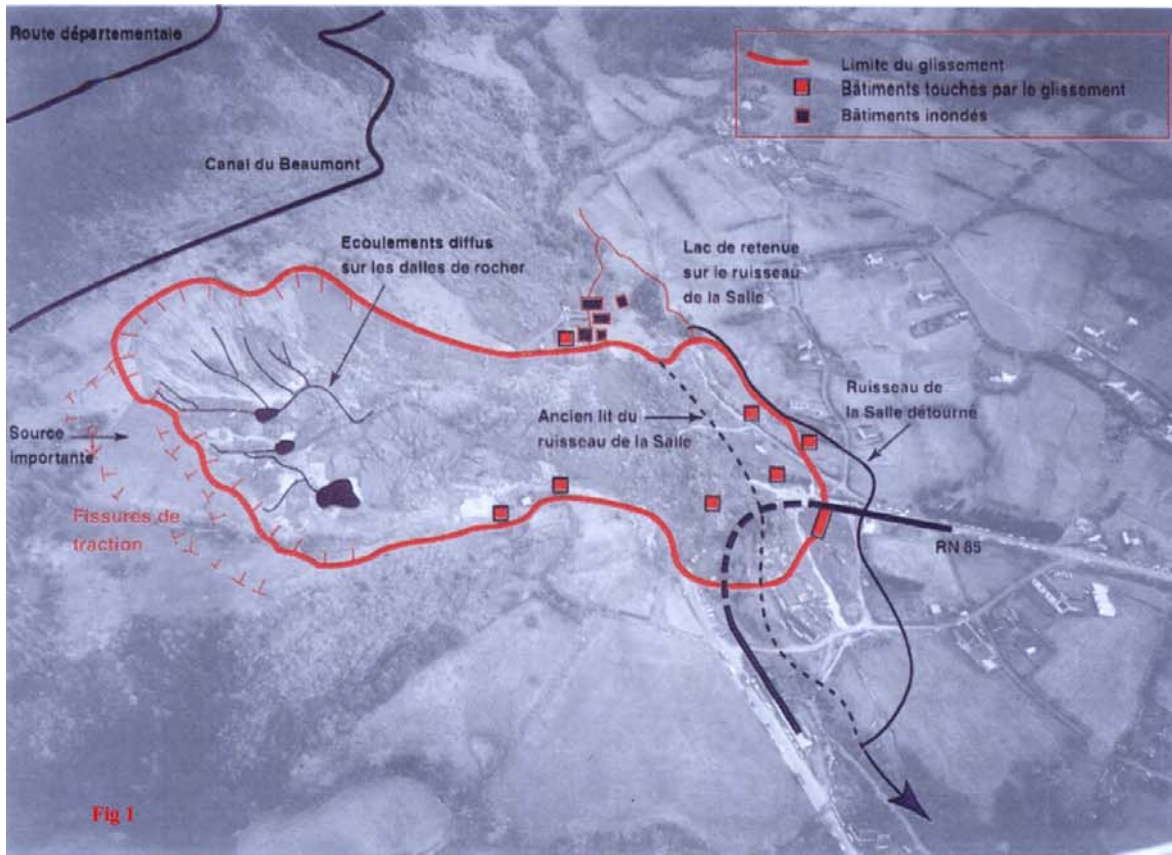 Route départementale
Limite du glissement
Bâtiments touchés par le glissement
Bâtiments inondés
Canal du Beaumont
Ecoulements diffus
sur les dalles de rocher
Lac de retenue
sur le ruisseau
de la Salle
Ancien lit du
ruisseau de la Salle
Ruisseau de
la Salle détourné
Source
importante
Fissures de
traction
RN 85
Fig 1